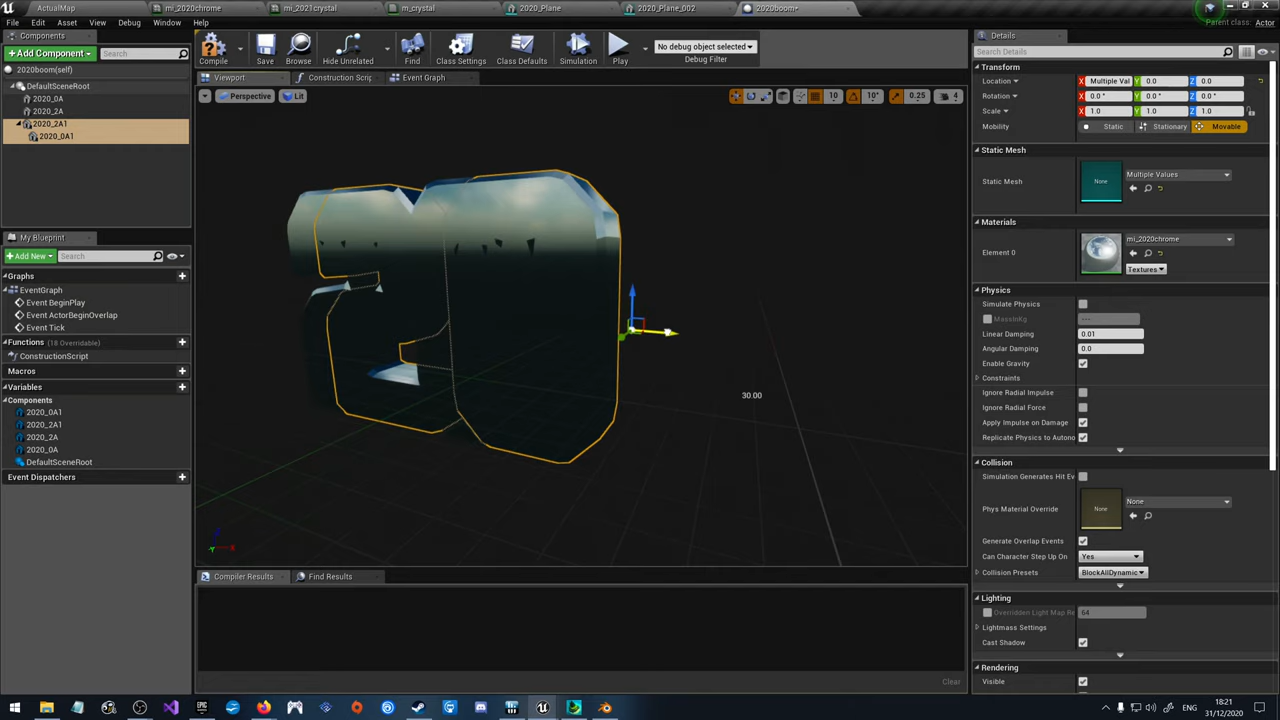 ActualMap
mi_2020chrome
mi_2023crystal
m_crystal
2020_Plane
2020_Plane_002
2020boom*
File
Edit
Asset
View
Debug
Window
Help
Parent class:
Actor
Components
+Add Component
Search
2020boom(self)
DefaultSceneRoot
2020_0A
2020_2A
2020_2A1
2020_0A1
My Blueprint
+Add New
Search
Graphs
EventGraph
Event BeginPlay
Event ActorBeginOverlap
Event Tick
Functions (18 Overridable)
ConstructionScript
Macros
Variables
Components
2020_0A1
2020_2A1
2020_2A
2020_0A
DefaultSceneRoot
Event Dispatchers
Compile
Save
Browse
Hide Unrelated
Find
Class Settings
Class Defaults
Simulation
Play
No debug object selected
Debug Filter
Viewport
Construction Scrip
Event Graph
Perspective
Lit
10
10°
0.25
4
30.00
Compiler Results
Find Results
Clear
Details
Search Details
Transform
Location
X Multiple Val
Y 0.0
Z 0.0
Rotation
X 0.0 °
Y 0.0 °
Z 0.0 °
Scale
X 1.0
Y 1.0
Z 1.0
Mobility
Static
Stationary
Movable
Static Mesh
Static Mesh
None
Multiple Values
Materials
Element 0
mi_2020chrome
Textures
Physics
Simulate Physics
MassInKg
---
Linear Damping
0.01
Angular Damping
0.0
Enable Gravity
Constraints
Ignore Radial Impulse
Ignore Radial Force
Apply Impulse on Damage
Replicate Physics to Autono
Collision
Simulation Generates Hit Ev
Phys Material Override
None
None
Generate Overlap Events
Can Character Step Up On
Yes
Collision Presets
BlockAllDynamic
Lighting
Overridden Light Map Re
64
Lightmass Settings
Cast Shadow
Rendering
Visible
ENG
18:21
31/12/2020